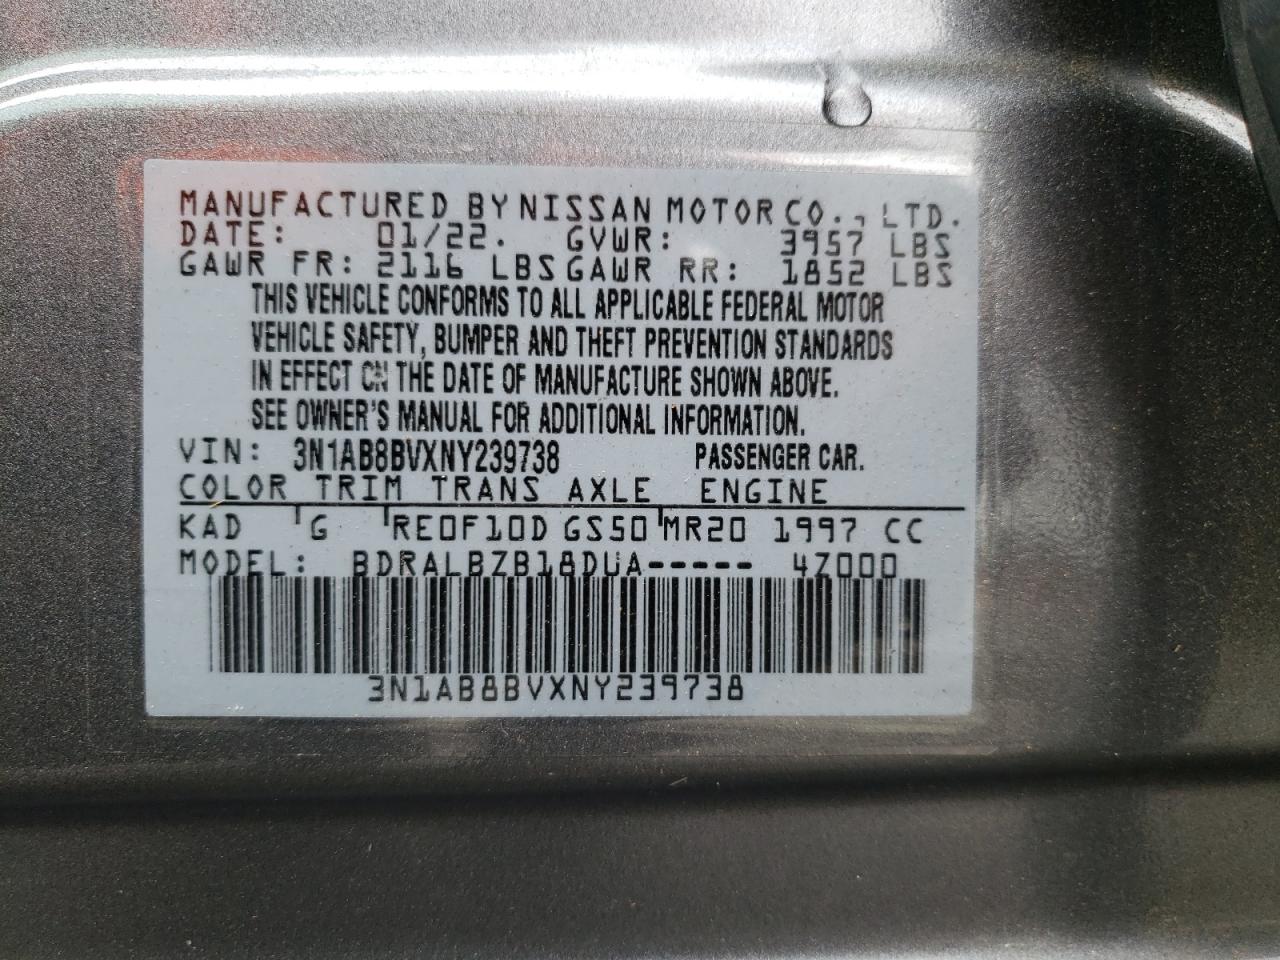 MANUFACTURED BY NISSAN MOTOR CO., LTD.
DATE: 01/22. GVWR: 3957 LBS
GAWR FR: 2116 LBS GAWR RR: 1852 LBS
THIS VEHICLE CONFORMS TO ALL APPLICABLE FEDERAL MOTOR
VEHICLE SAFETY, BUMPER AND THEFT PREVENTION STANDARDS
IN EFFECT ON THE DATE OF MANUFACTURE SHOWN ABOVE.
SEE OWNER'S MANUAL FOR ADDITIONAL INFORMATION.
VIN: 3N1AB8BVXNY239738 PASSENGER CAR.
COLOR TRIM TRANS AXLE ENGINE
KAD G RE0F10D GS50 MR20 1997 CC
MODEL: BDRALBZB18DUA----- 4Z000
3N1AB8BVXNY239738